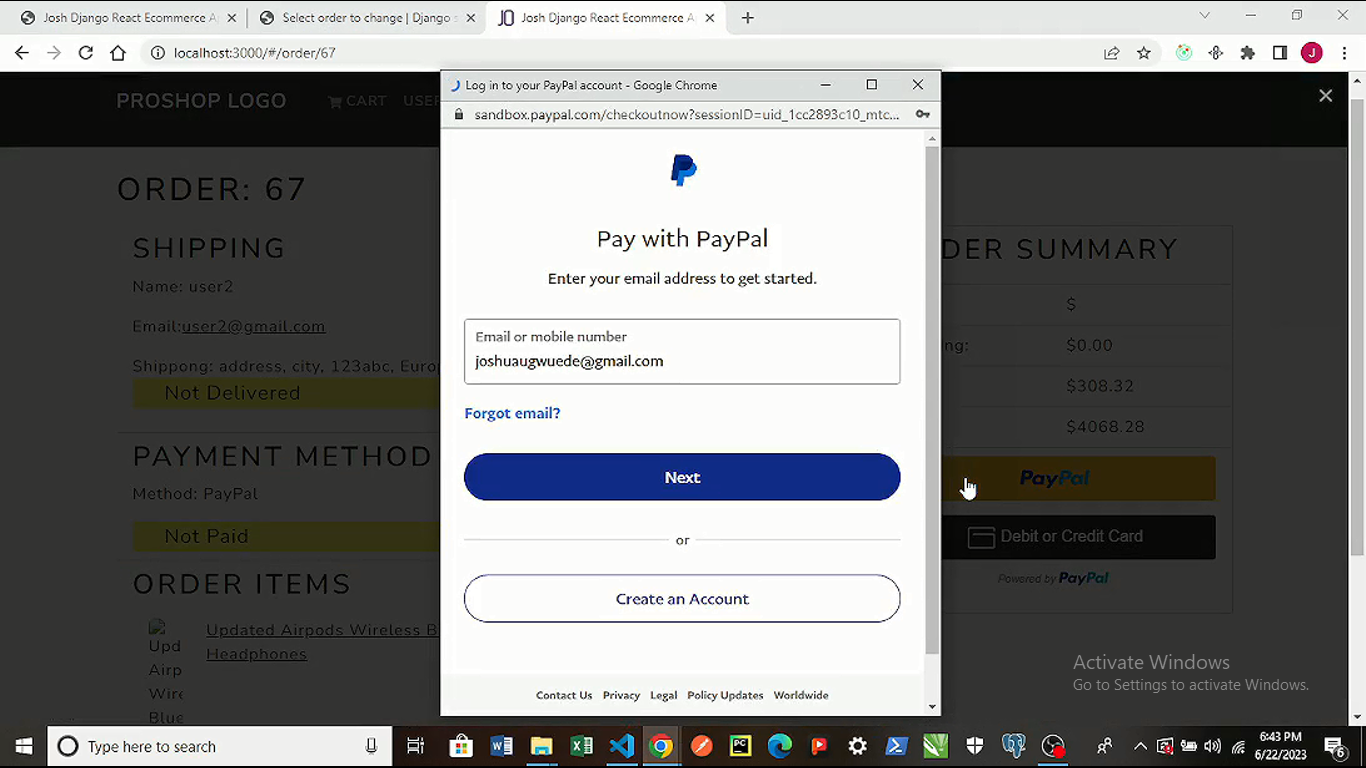 Josh Django React Ecommerce A
Select order to change | Django s
Josh Django React Ecommerce A
localhost:3000/#/order/67
J
Log in to your PayPal account - Google Chrome
sandbox.paypal.com/checkoutnow?sessionID=uid_1cc2893c10_mtc...
PROSHOP LOGO
CART
USER
ORDER: 67
SHIPPING
Name: user2
Email:user2@gmail.com
Shippong: address, city, 123abc, Europ
Not Delivered
PAYMENT METHOD
Method: PayPal
Not Paid
ORDER ITEMS
Upd
Airp
Wire
Blue
Updated Airpods Wireless B
Headphones
Pay with PayPal
Enter your email address to get started.
Email or mobile number
joshuaugwuede@gmail.com
Forgot email?
Next
or
Create an Account
Contact Us Privacy Legal Policy Updates Worldwide
DER SUMMARY
$
ng: $0.00
$308.32
$4068.28
PayPal
Debit or Credit Card
Powered by PayPal
Activate Windows
Go to Settings to activate Windows.
Type here to search
6:43 PM
6/22/2023
6